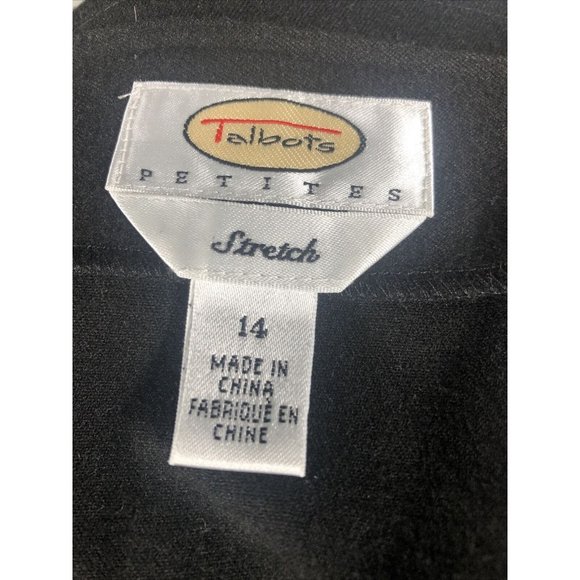 Talbots
PETITES
Stretch
14
MADE IN
CHINA
FABRIQUÉ EN
CHINE